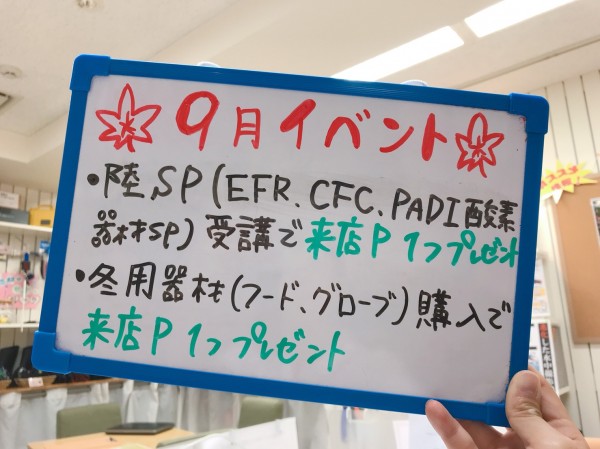 9月イベント
・陸SP(EFR、CFC、PADI酸素
器材SP)受講で来店P1つプレゼント
・冬用器材(フード、グローブ)購入で
来店P1つプレゼント